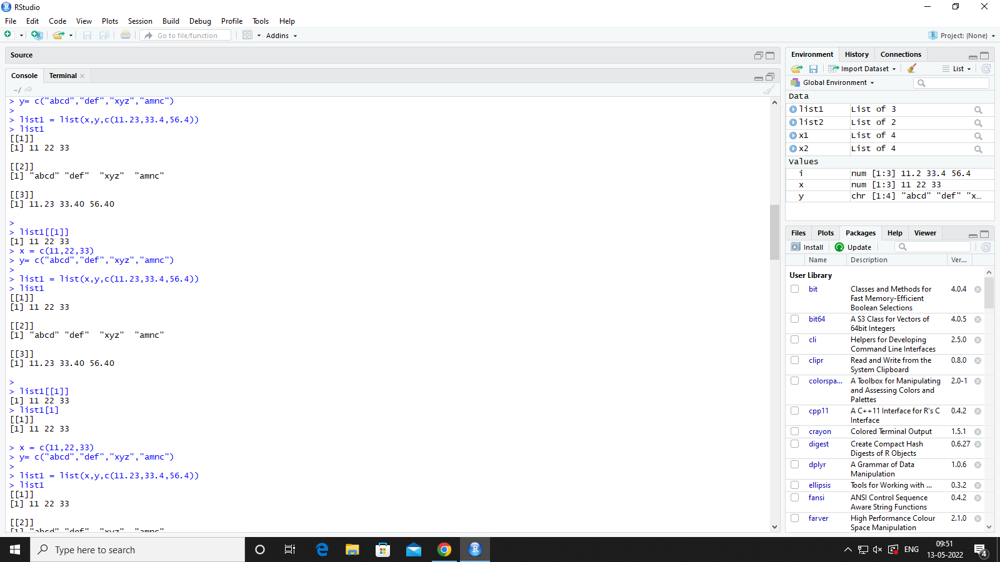 RStudio
File Edit Code View Plots Session Build Debug Profile Tools Help
Go to file/function Addins Project: (None)
Source
Console Terminal
~/
> y= c("abcd","def","xyz","amnc")
>
> list1 = list(x,y,c(11.23,33.4,56.4))
> list1
[[1]]
[1] 11 22 33
[[2]]
[1] "abcd" "def"  "xyz"  "amnc"
[[3]]
[1] 11.23 33.40 56.40
>
> list1[[1]]
[1] 11 22 33
> x = c(11,22,33)
> y= c("abcd","def","xyz","amnc")
>
> list1 = list(x,y,c(11.23,33.4,56.4))
> list1
[[1]]
[1] 11 22 33
[[2]]
[1] "abcd" "def"  "xyz"  "amnc"
[[3]]
[1] 11.23 33.40 56.40
>
> list1[[1]]
[1] 11 22 33
> list1[1]
[[1]]
[1] 11 22 33
> x = c(11,22,33)
> y= c("abcd","def","xyz","amnc")
>
> list1 = list(x,y,c(11.23,33.4,56.4))
> list1
[[1]]
[1] 11 22 33
[[2]]
[1] "abcd" "def"  "xyz"  "amnc"
Environment History Connections
Import Dataset List
Global Environment
Data
list1 List of 3
list2 List of 2
x1 List of 4
x2 List of 4
Values
i num [1:3] 11.2 33.4 56.4
x num [1:3] 11 22 33
y chr [1:4] "abcd" "def" "x…
Files Plots Packages Help Viewer
Install Update
Name Description Ver...
User Library
bit Classes and Methods for 4.0.4
Fast Memory-Efficient
Boolean Selections
bit64 A S3 Class for Vectors of 4.0.5
64bit Integers
cli Helpers for Developing 2.5.0
Command Line Interfaces
clipr Read and Write from the 0.8.0
System Clipboard
colorspa... A Toolbox for Manipulating 2.0-1
and Assessing Colors and
Palettes
cpp11 A C++11 Interface for R's C 0.4.2
Interface
crayon Colored Terminal Output 1.5.1
digest Create Compact Hash 0.6.27
Digests of R Objects
dplyr A Grammar of Data 1.0.6
Manipulation
ellipsis Tools for Working with ... 0.3.2
fansi ANSI Control Sequence 0.4.2
Aware String Functions
farver High Performance Colour 2.1.0
Space Manipulation
Type here to search
ENG
09:51
13-05-2022
4